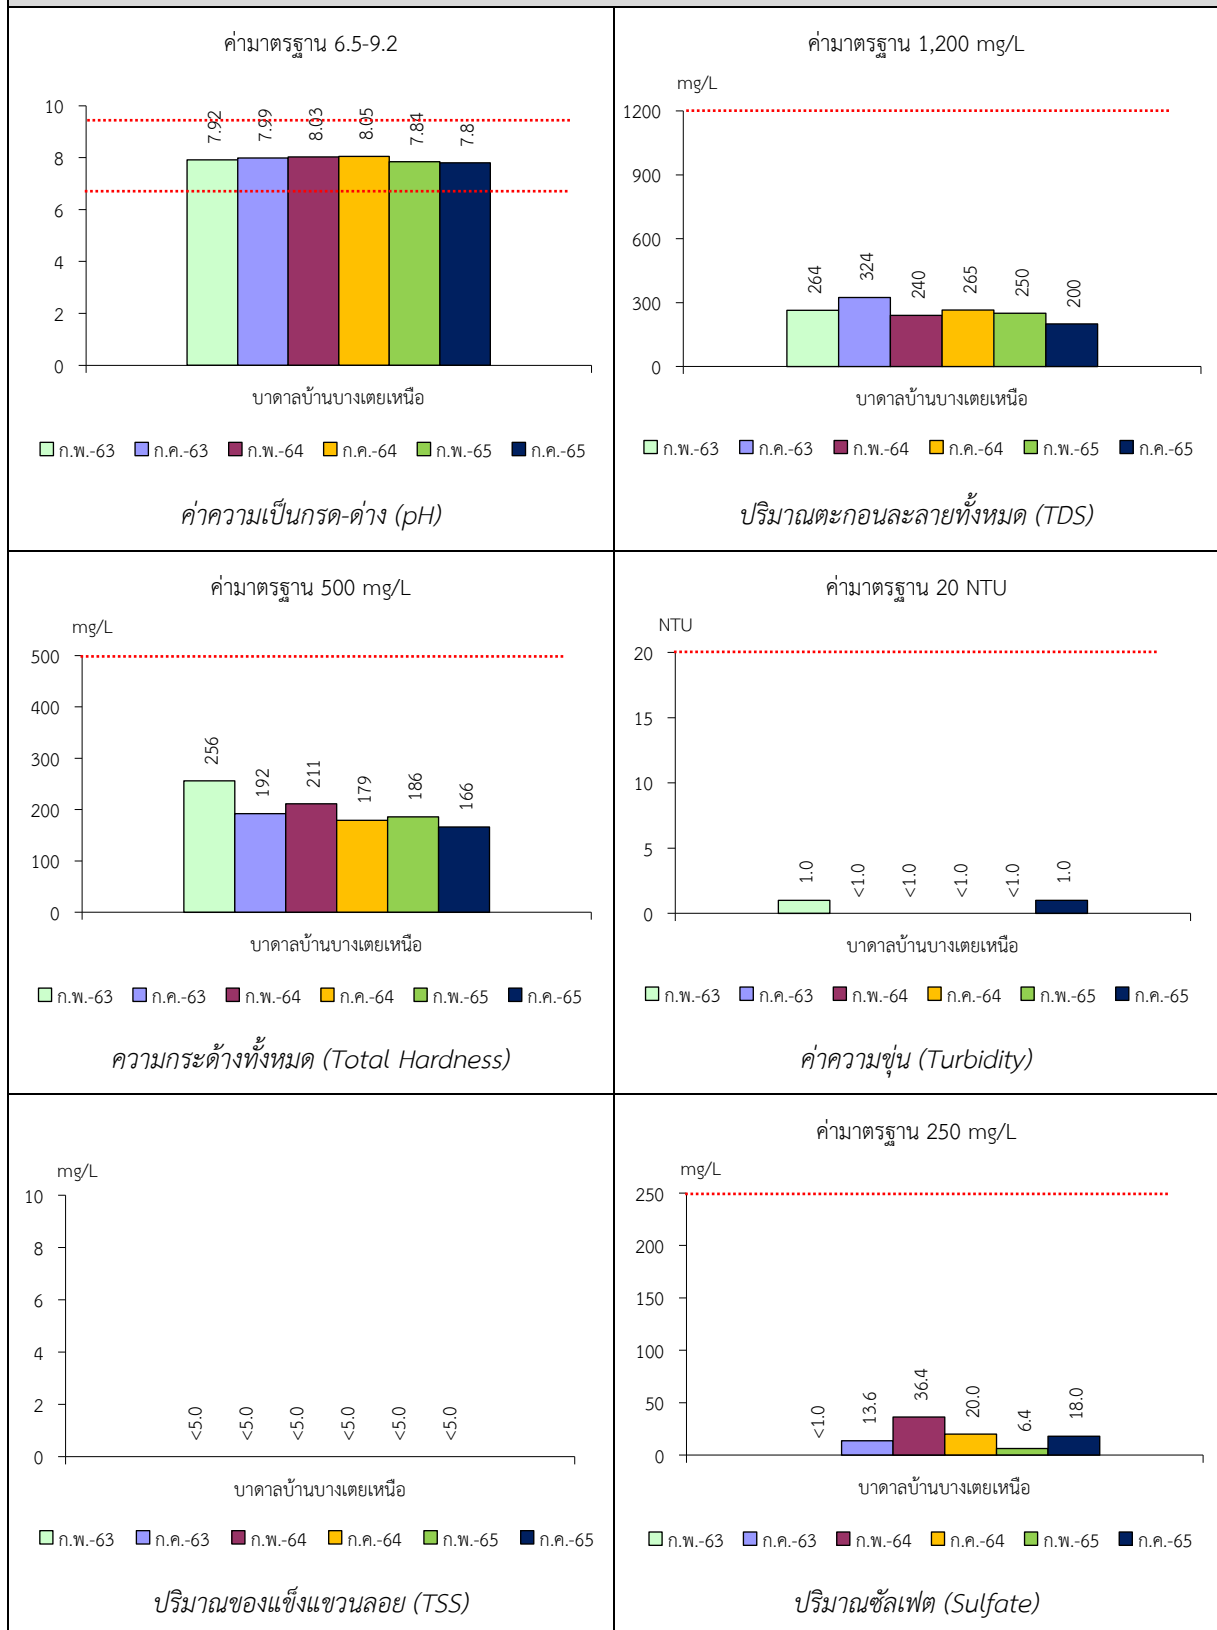 ค่ามาตรฐาน 6.5-9.2
10
8
6
4
2
0
7.92
7.99
8.03
8.05
7.84
7.8
บาดาลบ้านบางเตยเหนือ
ก.พ.-63 ก.ค.-63 ก.พ.-64 ก.ค.-64 ก.พ.-65 ก.ค.-65
ค่าความเป็นกรด-ด่าง (pH)
ค่ามาตรฐาน 1,200 mg/L
mg/L
1200
900
600
300
0
264
324
240
265
250
200
บาดาลบ้านบางเตยเหนือ
ก.พ.-63 ก.ค.-63 ก.พ.-64 ก.ค.-64 ก.พ.-65 ก.ค.-65
ปริมาณตะกอนละลายทั้งหมด (TDS)
ค่ามาตรฐาน 500 mg/L
mg/L
500
400
300
200
100
0
256
192
211
179
186
166
บาดาลบ้านบางเตยเหนือ
ก.พ.-63 ก.ค.-63 ก.พ.-64 ก.ค.-64 ก.พ.-65 ก.ค.-65
ความกระด้างทั้งหมด (Total Hardness)
ค่ามาตรฐาน 20 NTU
NTU
20
15
10
5
0
1.0
<1.0
<1.0
<1.0
<1.0
1.0
บาดาลบ้านบางเตยเหนือ
ก.พ.-63 ก.ค.-63 ก.พ.-64 ก.ค.-64 ก.พ.-65 ก.ค.-65
ค่าความขุ่น (Turbidity)
mg/L
10
8
6
4
2
0
<5.0
<5.0
<5.0
<5.0
<5.0
<5.0
บาดาลบ้านบางเตยเหนือ
ก.พ.-63 ก.ค.-63 ก.พ.-64 ก.ค.-64 ก.พ.-65 ก.ค.-65
ปริมาณของแข็งแขวนลอย (TSS)
ค่ามาตรฐาน 250 mg/L
mg/L
250
200
150
100
50
0
<1.0
13.6
36.4
20.0
6.4
18.0
บาดาลบ้านบางเตยเหนือ
ก.พ.-63 ก.ค.-63 ก.พ.-64 ก.ค.-64 ก.พ.-65 ก.ค.-65
ปริมาณซัลเฟต (Sulfate)